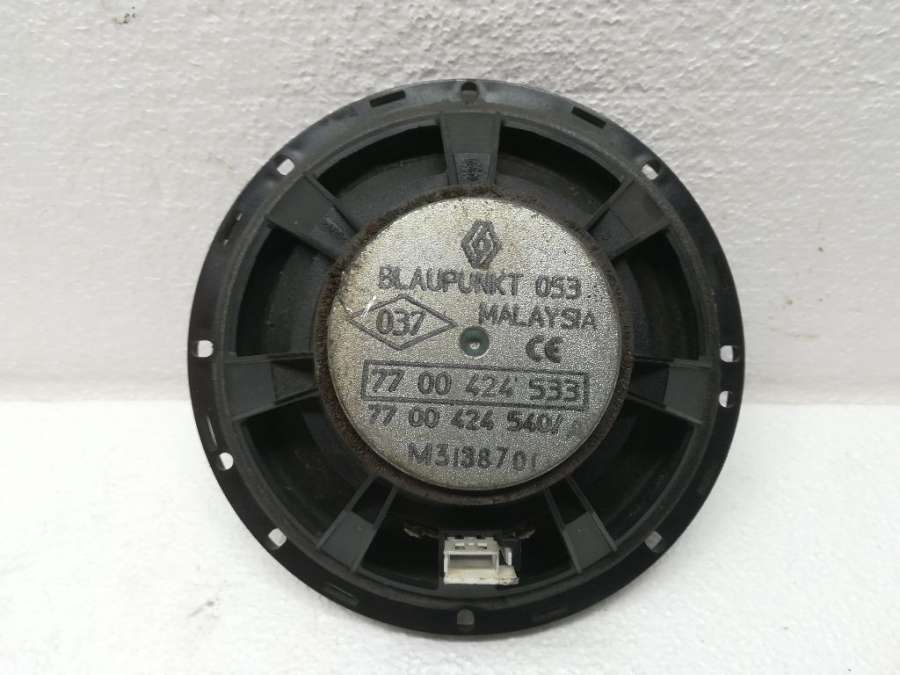 BLAUPUNKT 053
037 MALAYSIA
CE
77 00 424 533
77 00 424 540/A
M3138701